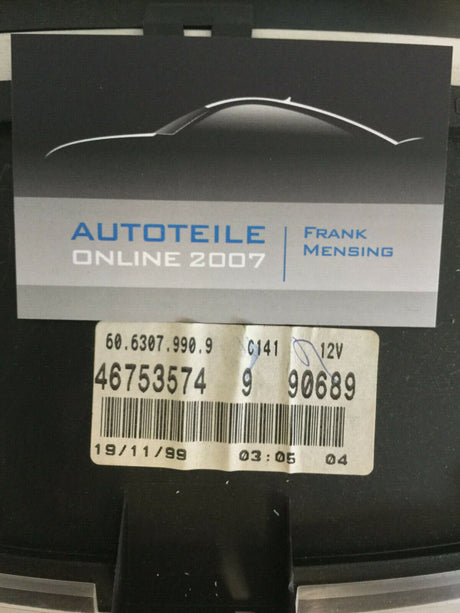 AUTOTEILE
ONLINE 2007
FRANK
MENSING
60.6307.990.9 C141 12V
46753574 9 90689
19/11/99 03:05 04